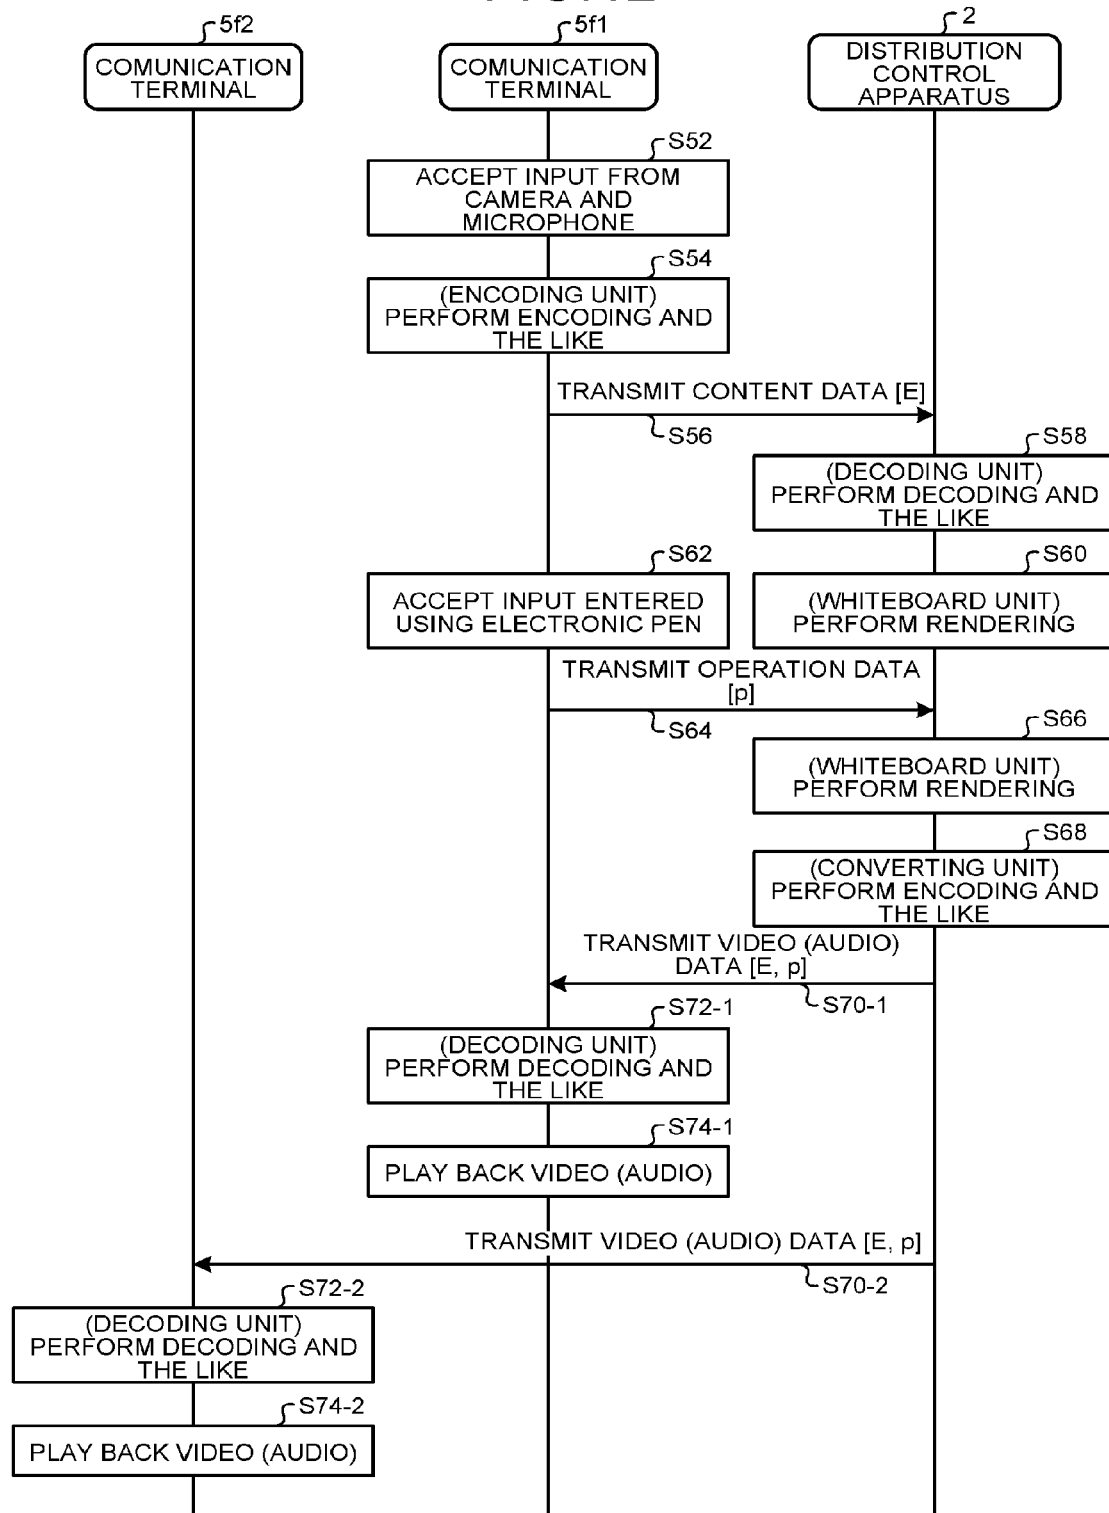 5f2
5f1
2
COMUNICATION
TERMINAL
COMUNICATION
TERMINAL
DISTRIBUTION
CONTROL
APPARATUS
S52
ACCEPT INPUT FROM
CAMERA AND
MICROPHONE
S54
(ENCODING UNIT)
PERFORM ENCODING AND
THE LIKE
TRANSMIT CONTENT DATA [E]
S56
S58
(DECODING UNIT)
PERFORM DECODING AND
THE LIKE
S62
ACCEPT INPUT ENTERED
USING ELECTRONIC PEN
S60
(WHITEBOARD UNIT)
PERFORM RENDERING
TRANSMIT OPERATION DATA
[p]
S64
S66
(WHITEBOARD UNIT)
PERFORM RENDERING
S68
(CONVERTING UNIT)
PERFORM ENCODING AND
THE LIKE
TRANSMIT VIDEO (AUDIO)
DATA [E, p]
S70-1
S72-1
(DECODING UNIT)
PERFORM DECODING AND
THE LIKE
S74-1
PLAY BACK VIDEO (AUDIO)
TRANSMIT VIDEO (AUDIO) DATA [E, p]
S70-2
S72-2
(DECODING UNIT)
PERFORM DECODING AND
THE LIKE
S74-2
PLAY BACK VIDEO (AUDIO)